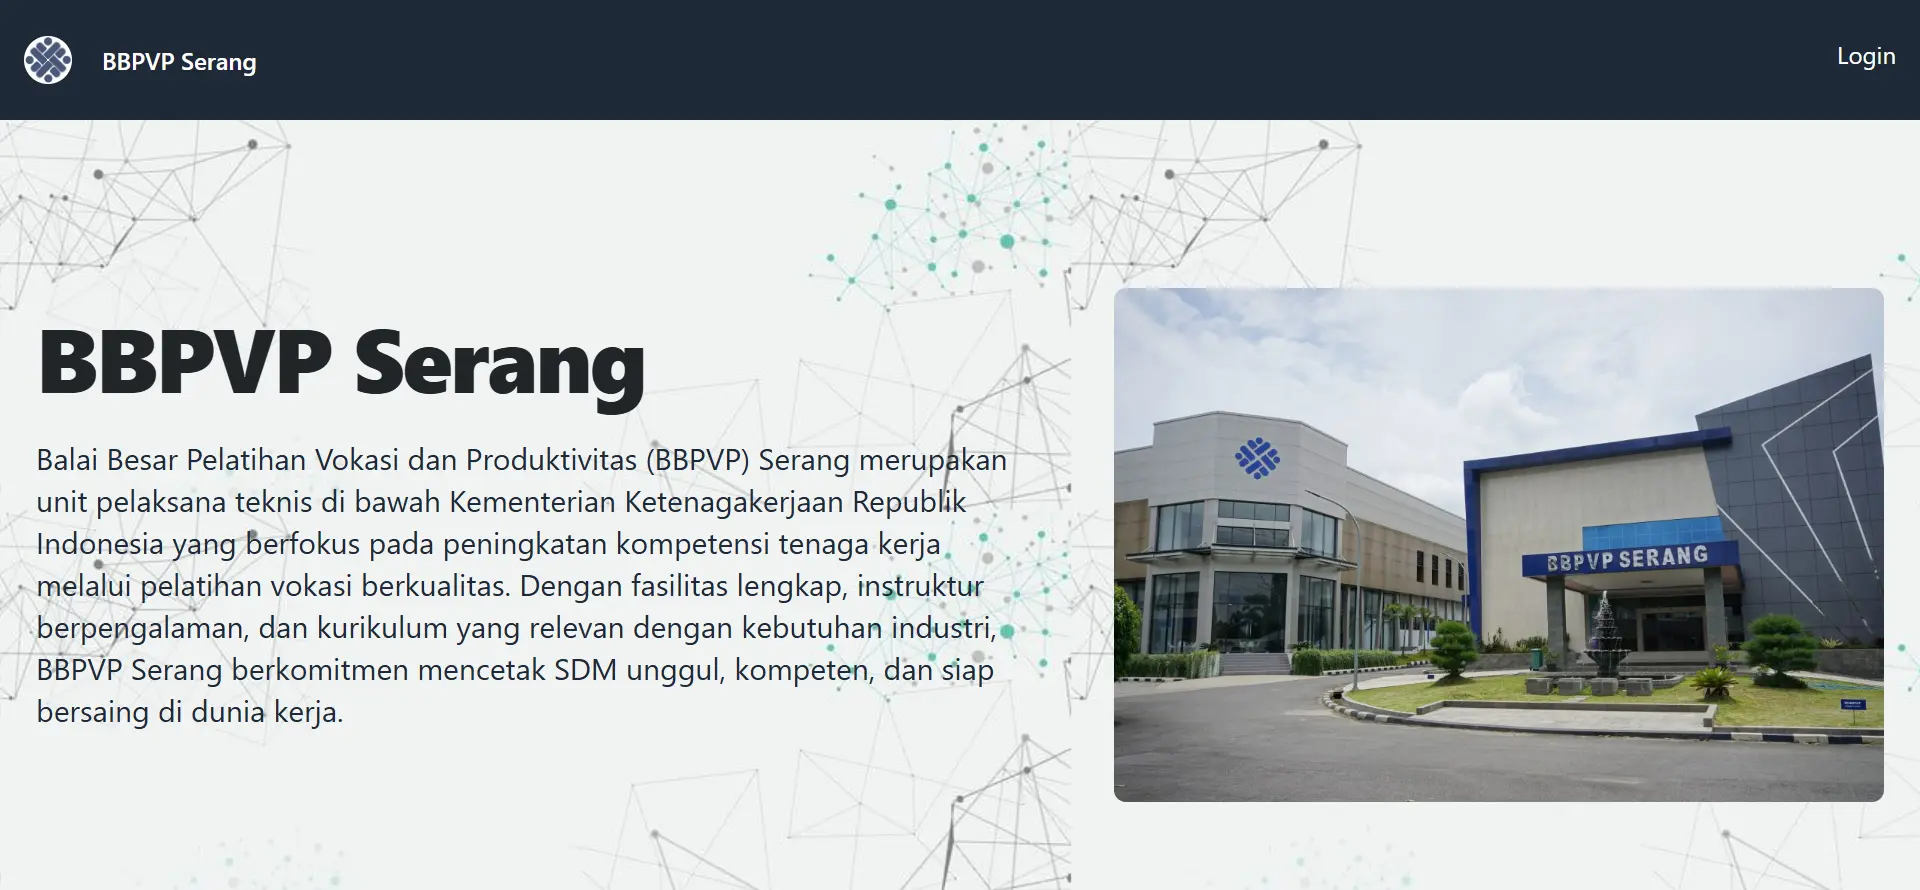 BBPVP Serang
Login
BBPVP Serang
Balai Besar Pelatihan Vokasi dan Produktivitas (BBPVP) Serang merupakan
unit pelaksana teknis di bawah Kementerian Ketenagakerjaan Republik
Indonesia yang berfokus pada peningkatan kompetensi tenaga kerja
melalui pelatihan vokasi berkualitas. Dengan fasilitas lengkap, instruktur
berpengalaman, dan kurikulum yang relevan dengan kebutuhan industri,
BBPVP Serang berkomitmen mencetak SDM unggul, kompeten, dan siap
bersaing di dunia kerja.
BBPVP SERANG